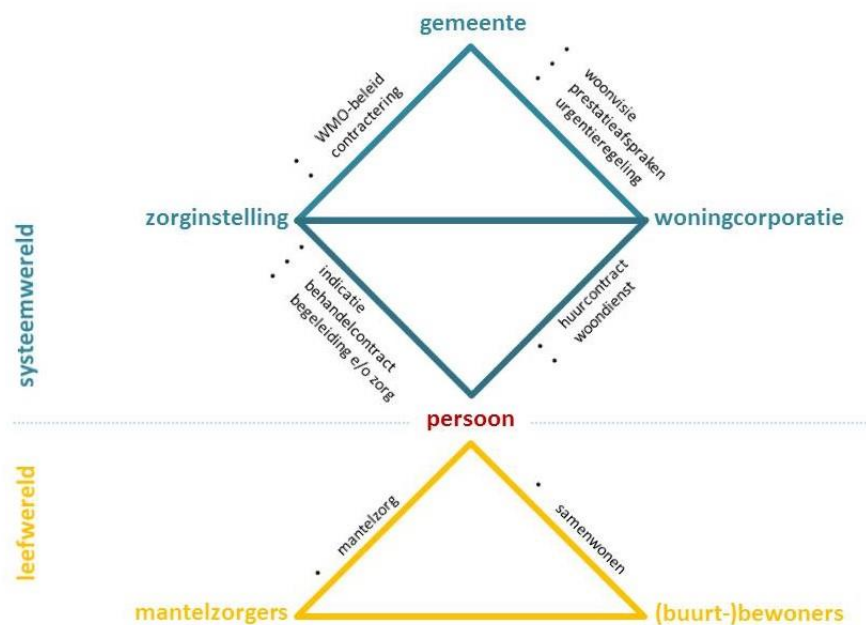 gemeente
• WMO-beleid
• contractering
• woonvisie
• prestatieafspraken
• urgentieregeling
zorginstelling
woningcorporatie
systeemwereld
• indicatie
• behandelcontract
• begeleiding e/o zorg
• huurcontract
• woondienst
persoon
leefwereld
• mantelzorg
• samenwonen
mantelzorgers
(buurt-)bewoners